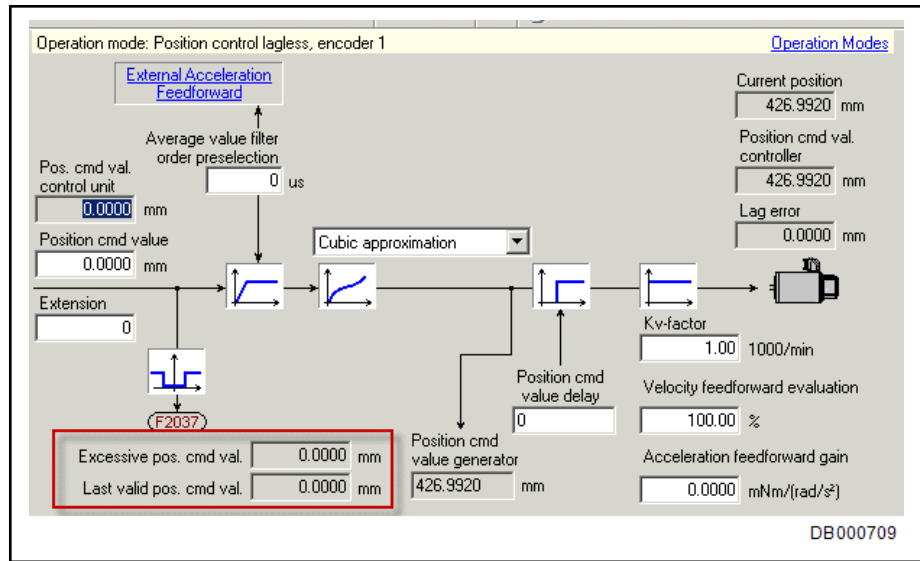 Operation mode: Position control lagless, encoder 1
Operation Modes
External Acceleration
Feedforward
Average value filter
order preselection
0 us
Pos. cmd val.
control unit
0.0000 mm
Position cmd value
0.0000 mm
Extension
0
Cubic approximation
F2037
Excessive pos. cmd val. 0.0000 mm
Last valid pos. cmd val. 0.0000 mm
Position cmd
value generator
426.9920 mm
Position cmd
value delay
0
Current position
426.9920 mm
Position cmd val.
controller
426.9920 mm
Lag error
0.0000 mm
Kv-factor
1.00 1000/min
Velocity feedforward evaluation
100.00 %
Acceleration feedforward gain
0.0000 mNm/(rad/s²)
DB000709